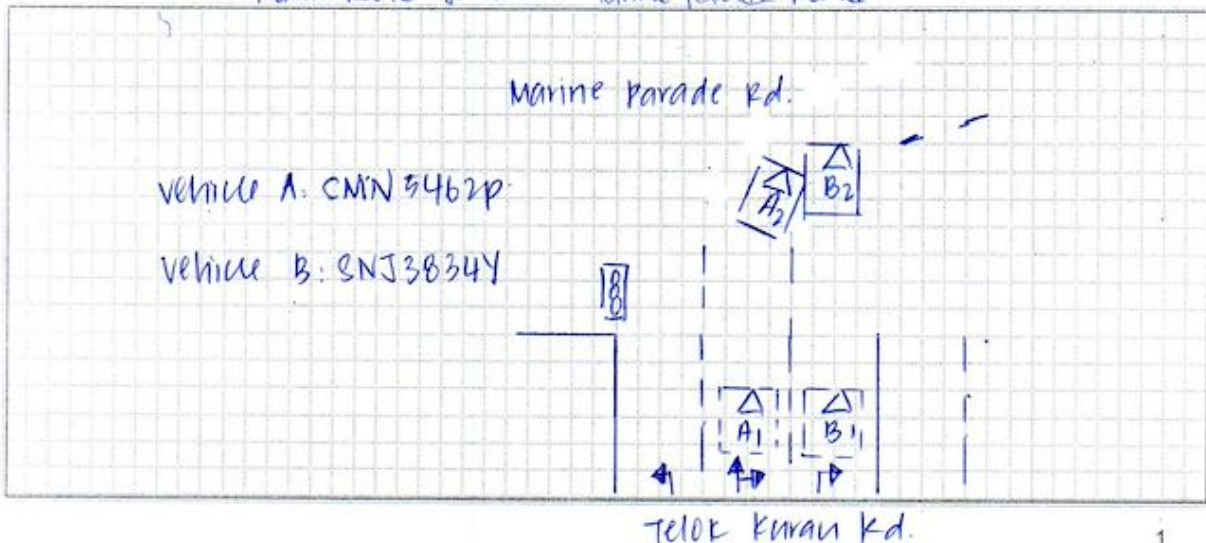 Marine Parade Rd.
Vehicle A: CMN5462P
Vehicle B: SNJ3834Y
A2
B2
A1
B1
Telok Kurau Rd.
1